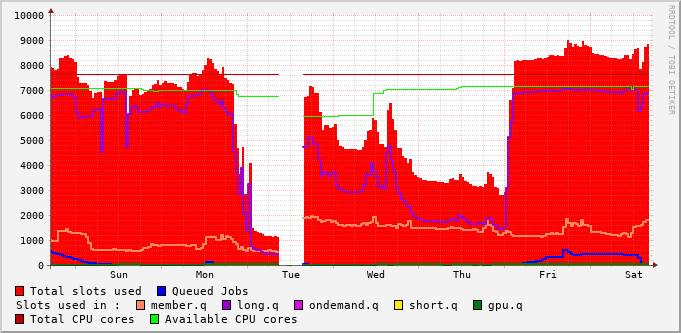 10000
9000
8000
7000
6000
5000
4000
3000
2000
1000
0
Sun Mon Tue Wed Thu Fri Sat
RRDTOOL / TOBI OETIKER
Total slots used Queued Jobs
Slots used in : member.q long.q ondemand.q short.q gpu.q
Total CPU cores Available CPU cores